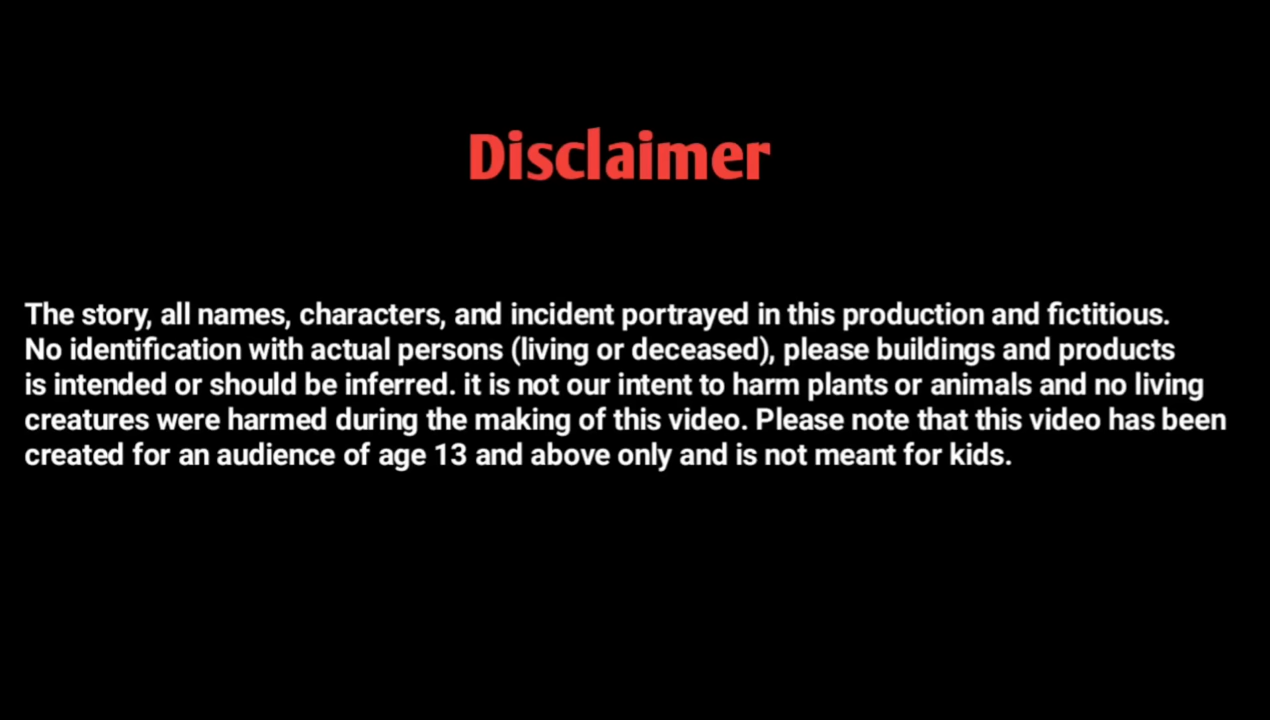 Disclaimer
The story, all names, characters, and incident portrayed in this production and fictitious.
No identification with actual persons (living or deceased), please buildings and products
is intended or should be inferred. it is not our intent to harm plants or animals and no living
creatures were harmed during the making of this video. Please note that this video has been
created for an audience of age 13 and above only and is not meant for kids.